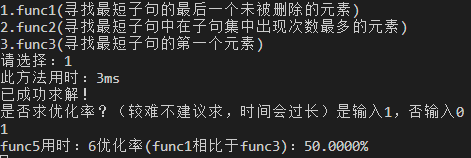 1.func1(寻找最短子句的最后一个未被删除的元素)
2.func2(寻找最短子句中在子句集中出现次数最多的元素)
3.func3(寻找最短子句的第一个元素)
请选择：1
此方法用时：3ms
已成功求解！
是否求优化率？（较难不建议求，时间会过长）是输入1，否输入0
1
func5用时：6优化率(func1相比于func3)：50.0000%